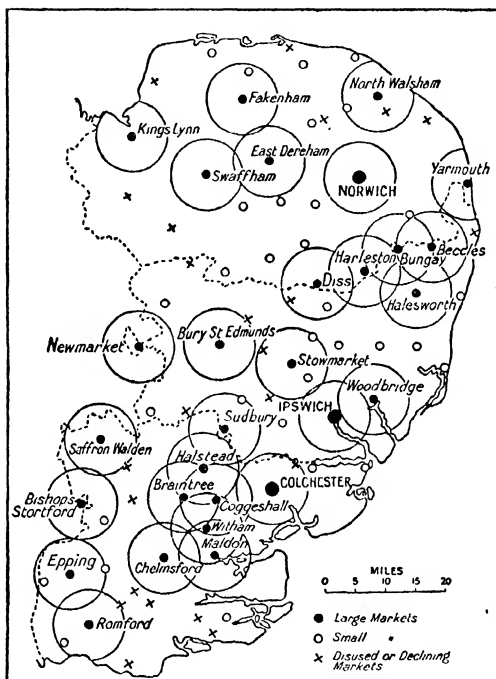 North Walsham
Fakenham
Kings Lynn
East Dereham
Swaffham
NORWICH
Yarmouth
Harleston
Bungay
Beccles
Diss
Halesworth
Newmarket
Bury St Edmunds
Stowmarket
Woodbridge
IPSWICH
Sudbury
Saffron Walden
Halstead
Braintree
COLCHESTER
Bishops
Stortford
Coggeshall
Witham
Maldon
Epping
Chelmsford
Romford
MILES
0 5 10 15 20
Large Markets
Small "
Disused or Declining
Markets